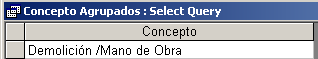 Concepto Agrupados : Select Query
Concepto
Demolición /Mano de Obra